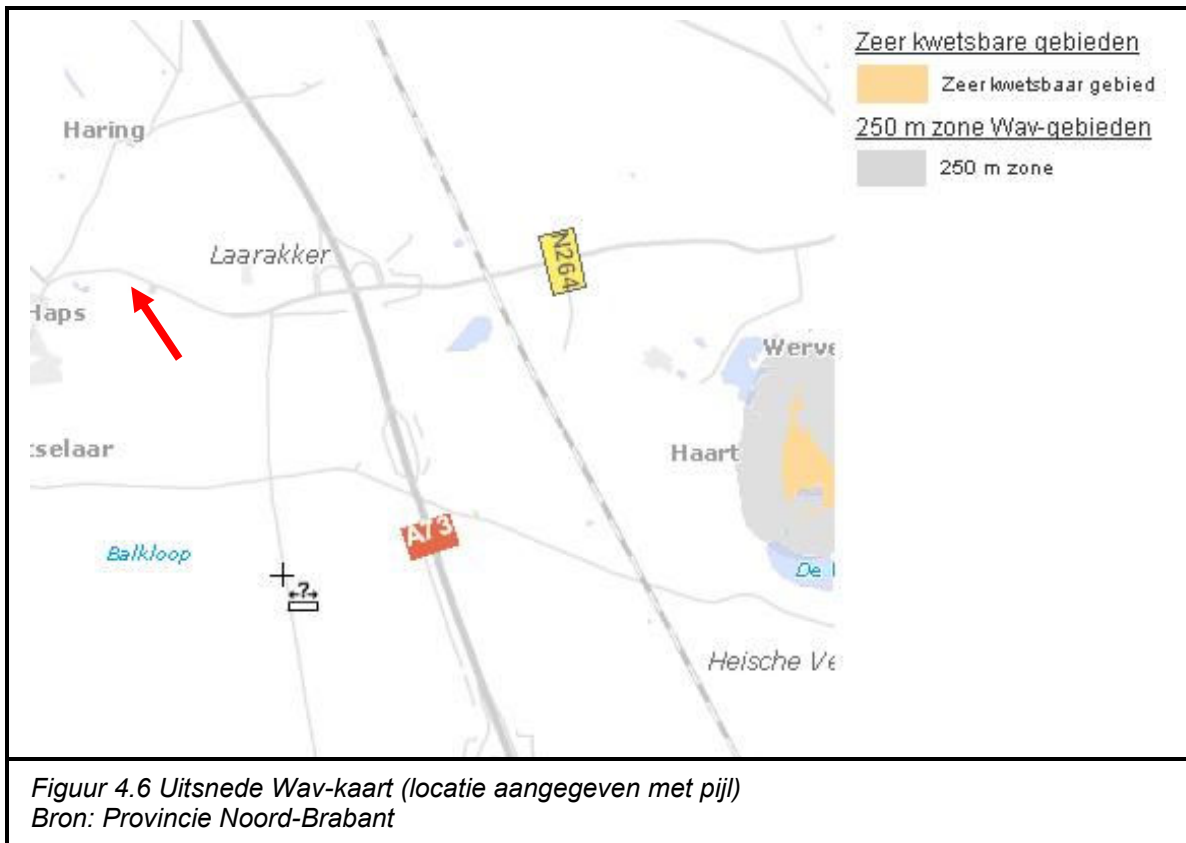 Zeer kwetsbare gebieden
Zeer kwetsbaar gebied
250 m zone Wav-gebieden
250 m zone
Haring
Laarakker
N264
Haps
Werve
Haart
tselaar
A73
Balkloop
?
De
Heische Ve
Figuur 4.6 Uitsnede Wav-kaart (locatie aangegeven met pijl)
Bron: Provincie Noord-Brabant